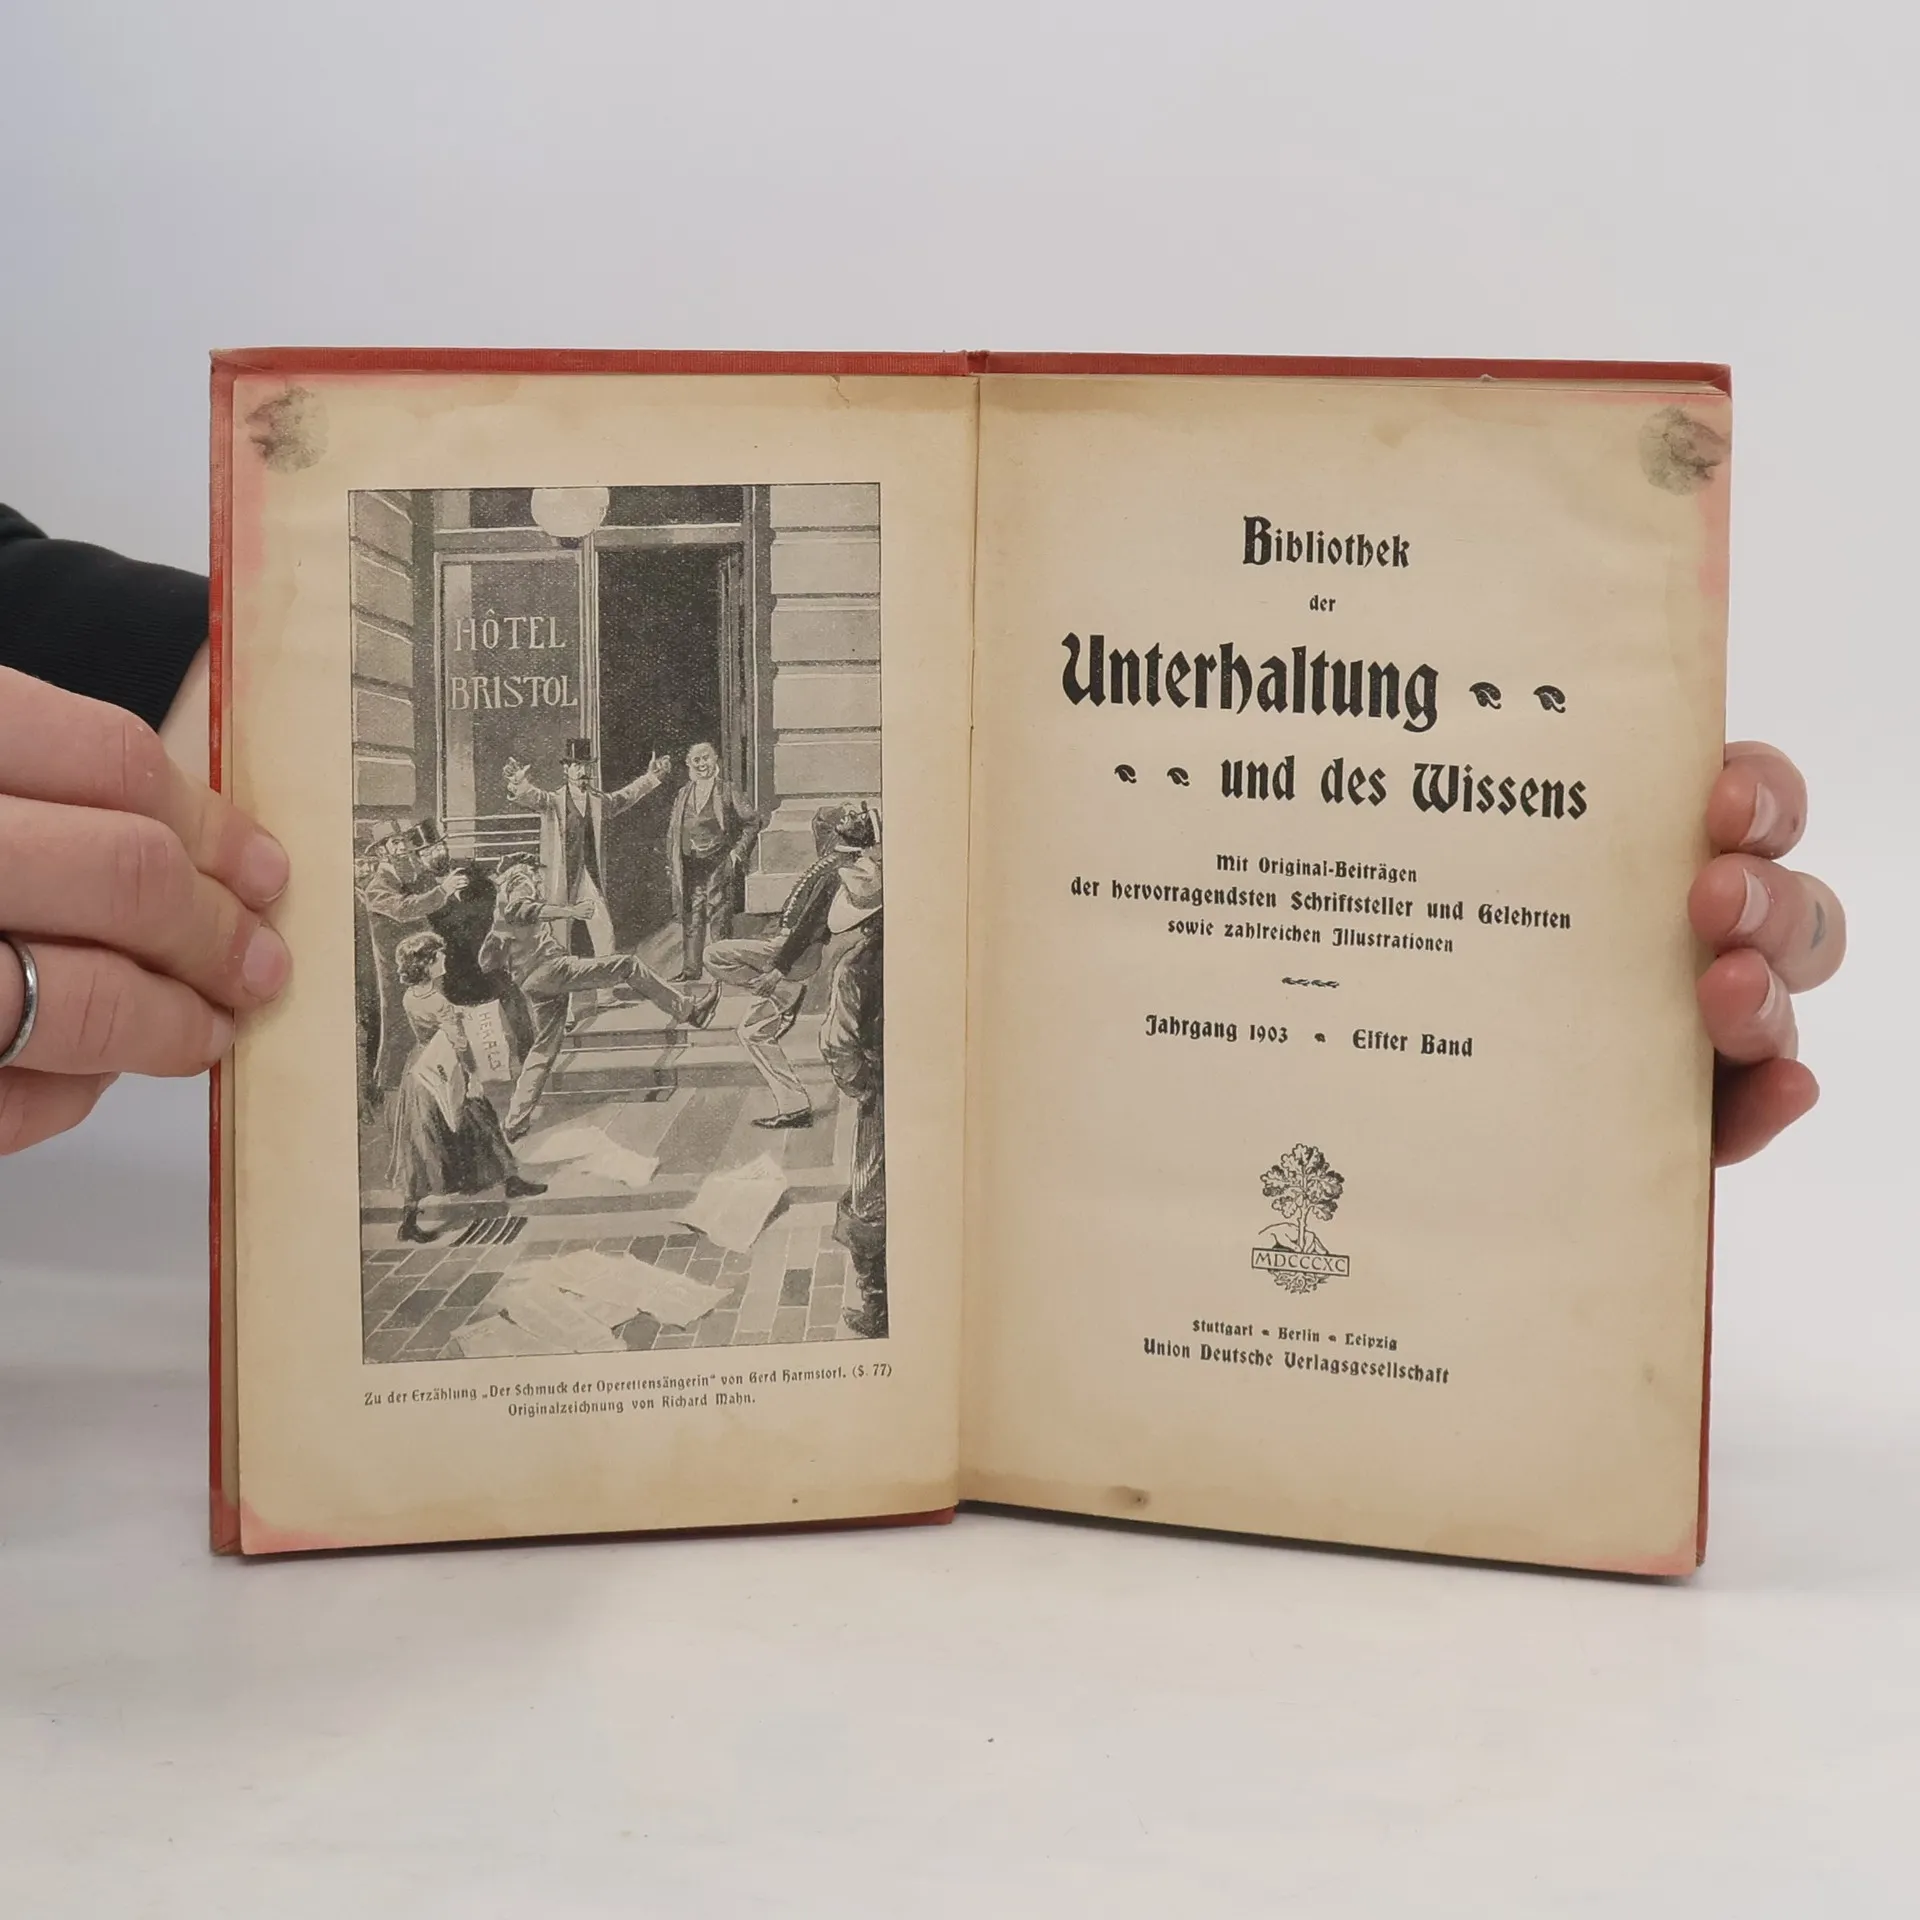 HÔTEL
BRISTOL
HERALD
Zu der Erzählung „Der Schmuck der Operettensängerin“ von Gerd Harmstorf. (S. 77)
Originalzeichnung von Richard Mahn.
Bibliothek
der
Unterhaltung
und des Wissens
Mit Original-Beiträgen
der hervorragendsten Schriftsteller und Gelehrten
sowie zahlreichen Illustrationen
Jahrgang 1903 • Elfter Band
MDCCCXC
Stuttgart • Berlin • Leipzig
Union Deutsche Verlagsgesellschaft